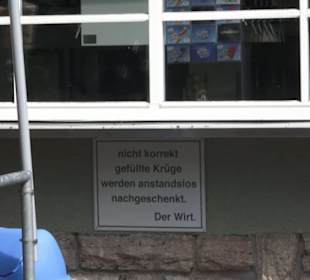 nicht korrekt
gefüllte Krüge
werden anstandslos
nachgeschenkt.
Der Wirt.